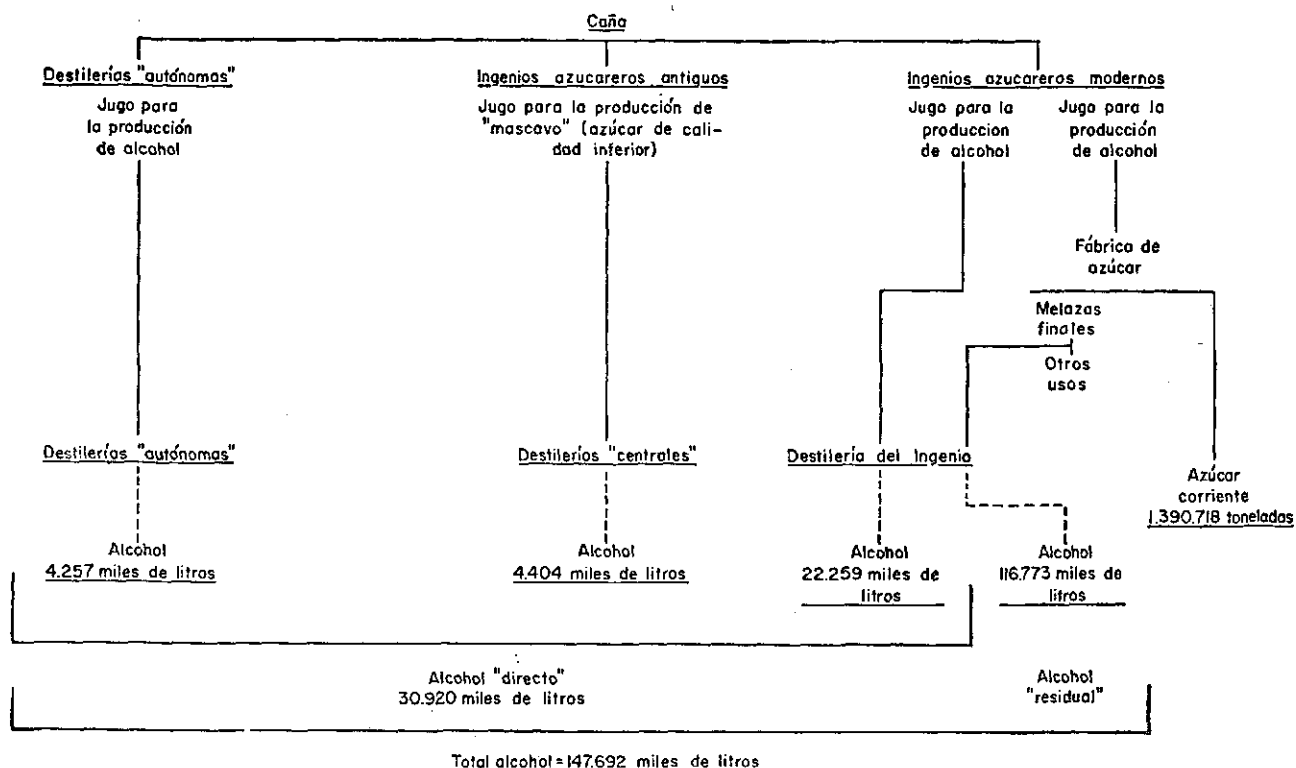 Caña
Destilerías "autónomas"
Jugo para
la producción
de alcohol
Ingenios azucareros antiguos
Jugo para la producción de
"mascavo" (azúcar de cali-
dad inferior)
Ingenios azucareros modernos
Jugo para la
produccion
de alcohol
Jugo para la
producción
de alcohol
Fábrica de
azúcar
Melazas
finales
Otros
usos
Destilerías "autónomas"
Destilerías "centrales"
Destilería del Ingenio
Azúcar
corriente
1.390.718 toneladas
Alcohol
4.257 miles de litros
Alcohol
4.404 miles de litros
Alcohol
22.259 miles de
litros
Alcohol
116.773 miles de
litros
Alcohol "directo"
30.920 miles de litros
Alcohol
"residual"
Total alcohol = 147.692 miles de litros